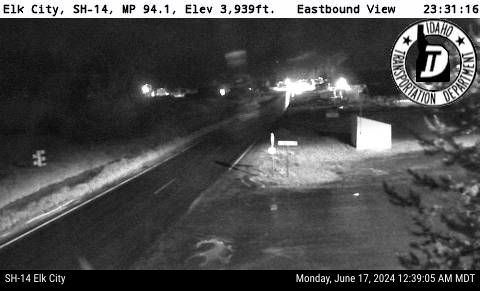 Elk City, SH-14, MP 94.1, Elev 3,939ft. Eastbound View 23:31:16
IDAHO
TRANSPORTATION DEPARTMENT
SH-14 Elk City Monday, June 17, 2024 12:39:05 AM MDT